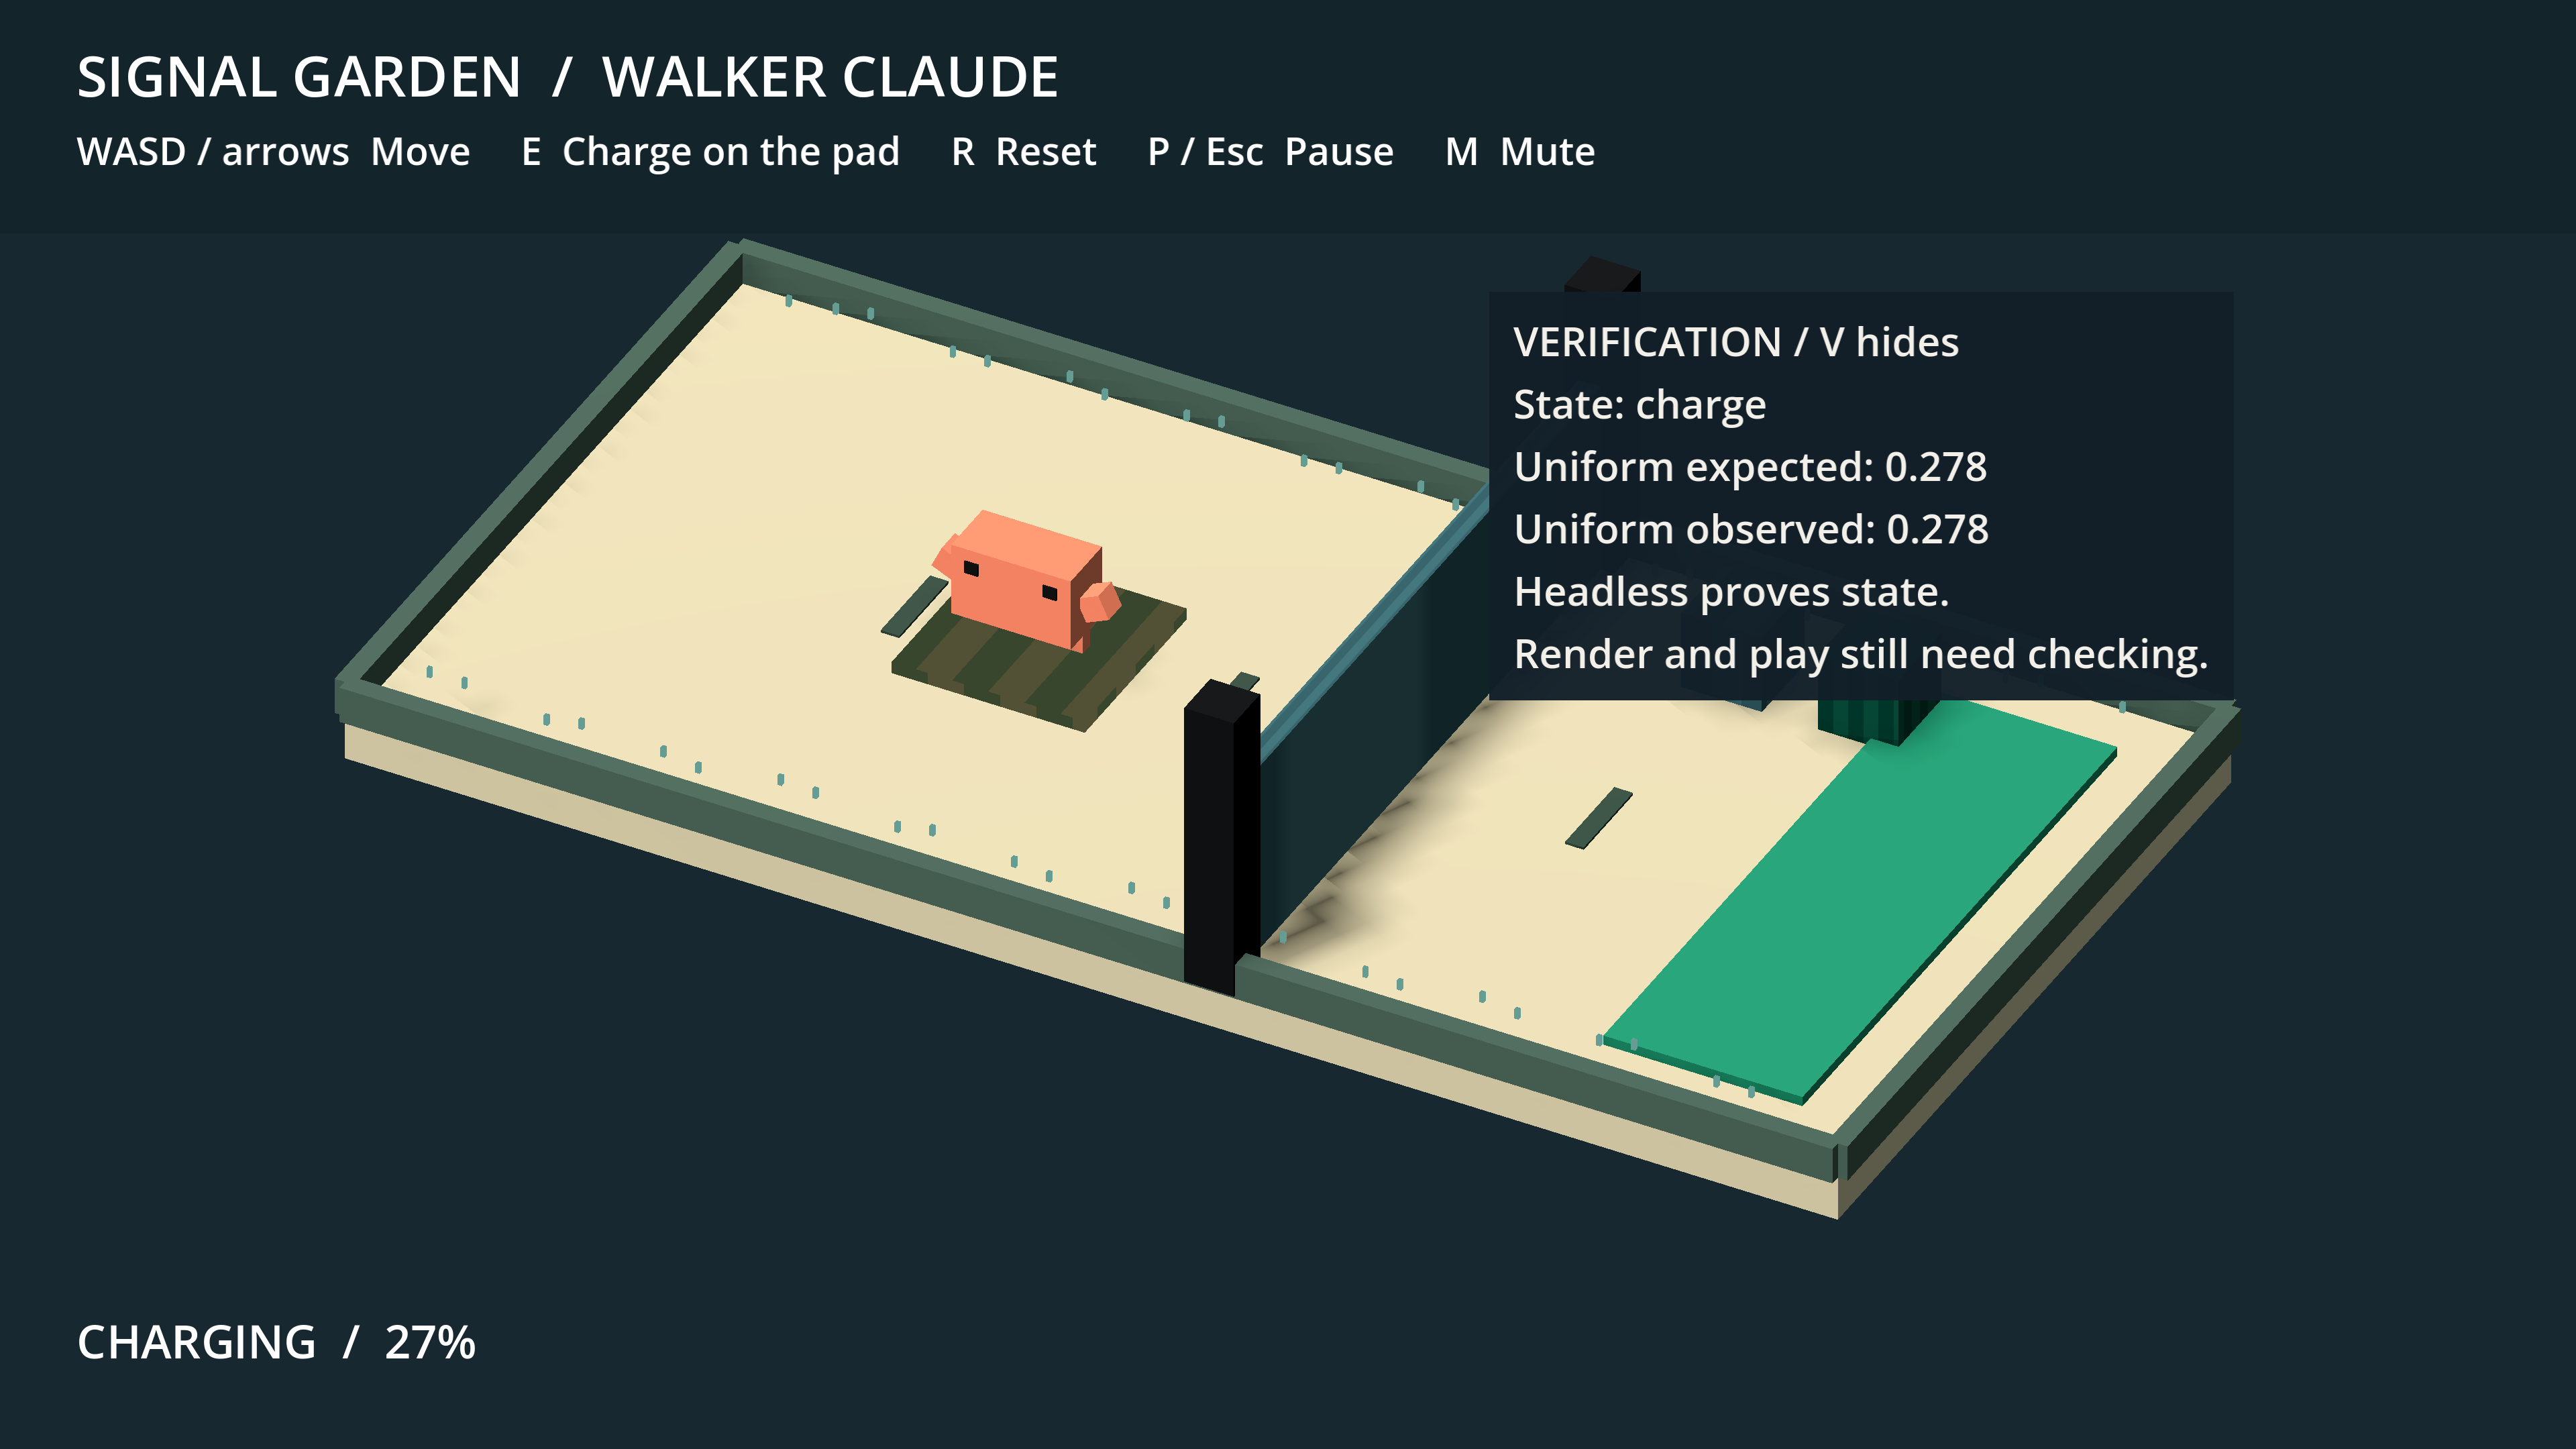 SIGNAL GARDEN / WALKER CLAUDE
WASD / arrows Move E Charge on the pad R Reset P / Esc Pause M Mute
VERIFICATION / V hides
State: charge
Uniform expected: 0.278
Uniform observed: 0.278
Headless proves state.
Render and play still need checking.
CHARGING / 27%